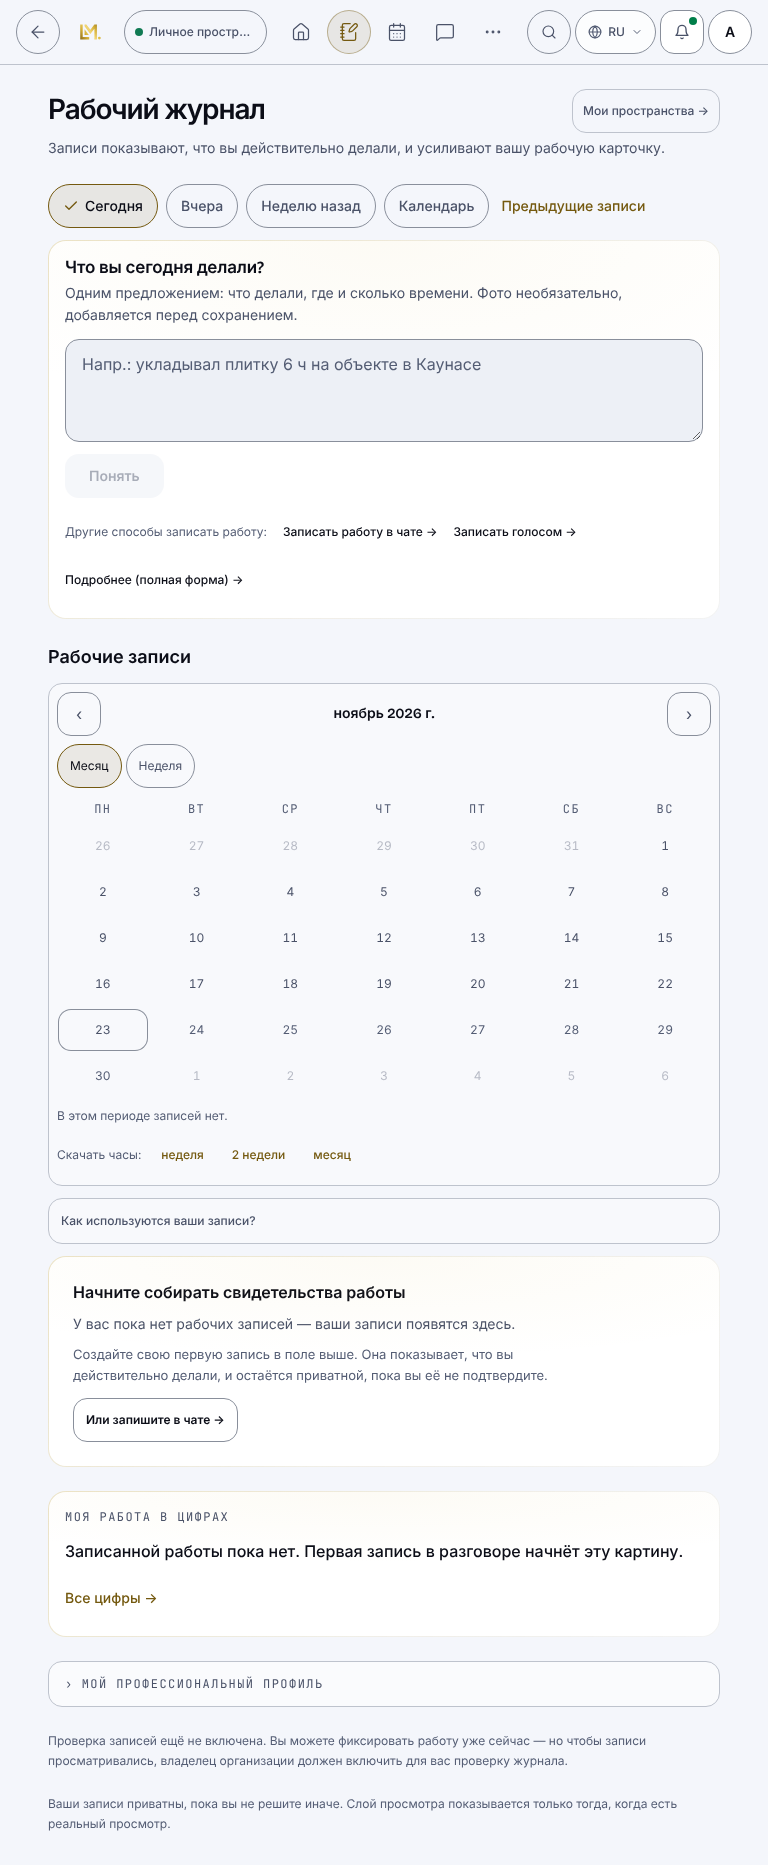 LM.
Личное простр...
RU
A
Рабочий журнал
Мои пространства →
Записи показывают, что вы действительно делали, и усиливают вашу рабочую карточку.
Сегодня
Вчера
Неделю назад
Календарь
Предыдущие записи
Что вы сегодня делали?
Одним предложением: что делали, где и сколько времени. Фото необязательно,
добавляется перед сохранением.
Напр.: укладывал плитку 6 ч на объекте в Каунасе
Понять
Другие способы записать работу: Записать работу в чате → Записать голосом →
Подробнее (полная форма) →
Рабочие записи
‹ ноябрь 2026 г. ›
Месяц
Неделя
ПН ВТ СР ЧТ ПТ СБ ВС
26 27 28 29 30 31 1
2 3 4 5 6 7 8
9 10 11 12 13 14 15
16 17 18 19 20 21 22
23 24 25 26 27 28 29
30 1 2 3 4 5 6
В этом периоде записей нет.
Скачать часы: неделя 2 недели месяц
Как используются ваши записи?
Начните собирать свидетельства работы
У вас пока нет рабочих записей — ваши записи появятся здесь.
Создайте свою первую запись в поле выше. Она показывает, что вы
действительно делали, и остаётся приватной, пока вы её не подтвердите.
Или запишите в чате →
МОЯ РАБОТА В ЦИФРАХ
Записанной работы пока нет. Первая запись в разговоре начнёт эту картину.
Все цифры →
› МОЙ ПРОФЕССИОНАЛЬНЫЙ ПРОФИЛЬ
Проверка записей ещё не включена. Вы можете фиксировать работу уже сейчас — но чтобы записи
просматривались, владелец организации должен включить для вас проверку журнала.
Ваши записи приватны, пока вы не решите иначе. Слой просмотра показывается только тогда, когда есть
реальный просмотр.